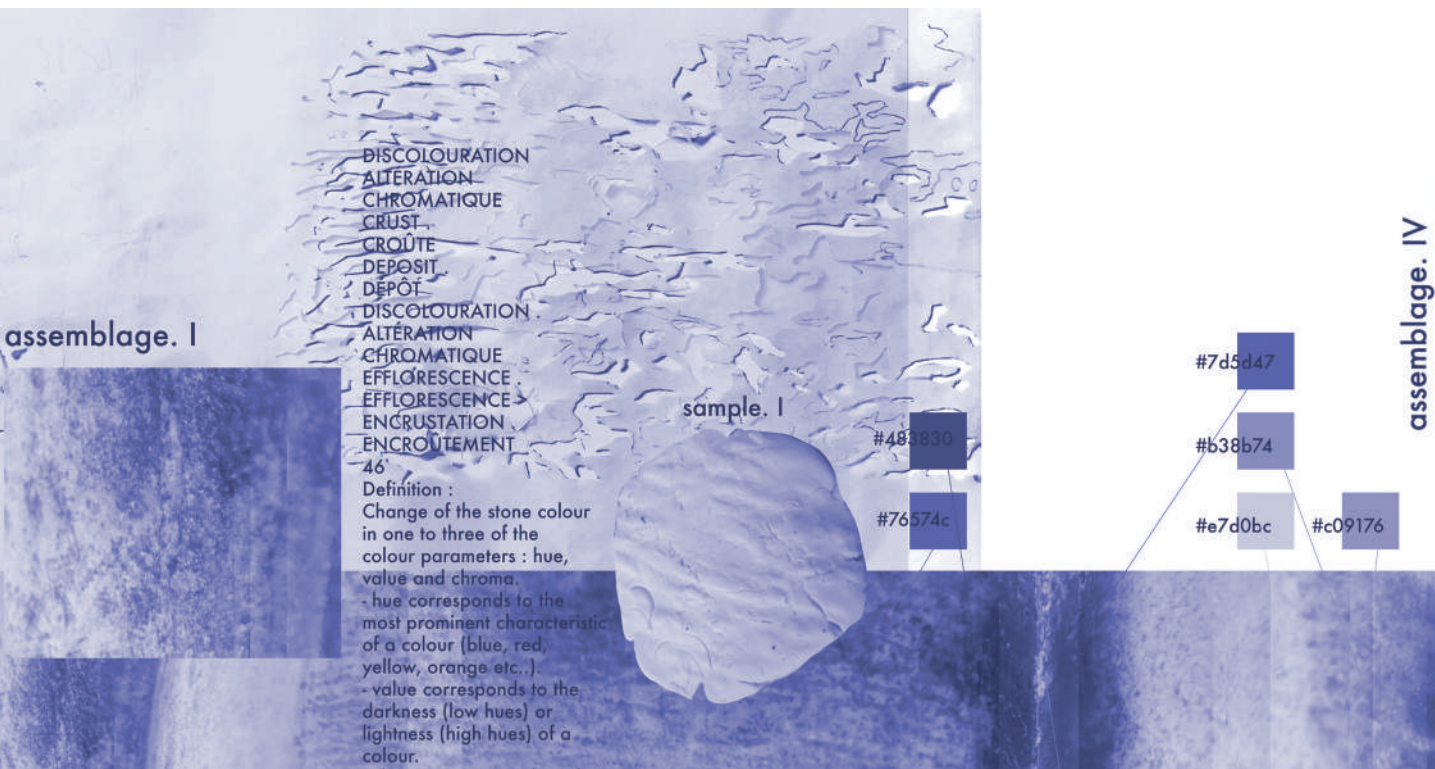 DISCOLOURATION
ALTÉRATION
CHROMATIQUE
CRUST .
CROÛTE
DEPOSIT .
DÉPÔT
DISCOLOURATION .
ALTÉRATION
CHROMATIQUE
EFFLORESCENCE .
EFFLORESCENCE >
ENCRUSTATION .
ENCROÛTEMENT
46
Definition :
Change of the stone colour
in one to three of the
colour parameters : hue,
value and chroma.
- hue corresponds to the
most prominent characteristic
of a colour (blue, red,
yellow, orange etc..).
- value corresponds to the
darkness (low hues) or
lightness (high hues) of a
colour.
assemblage. I
sample. I
#483830
#76574c
#7d5d47
#b38b74
#e7d0bc
#c09176
assemblage. IV